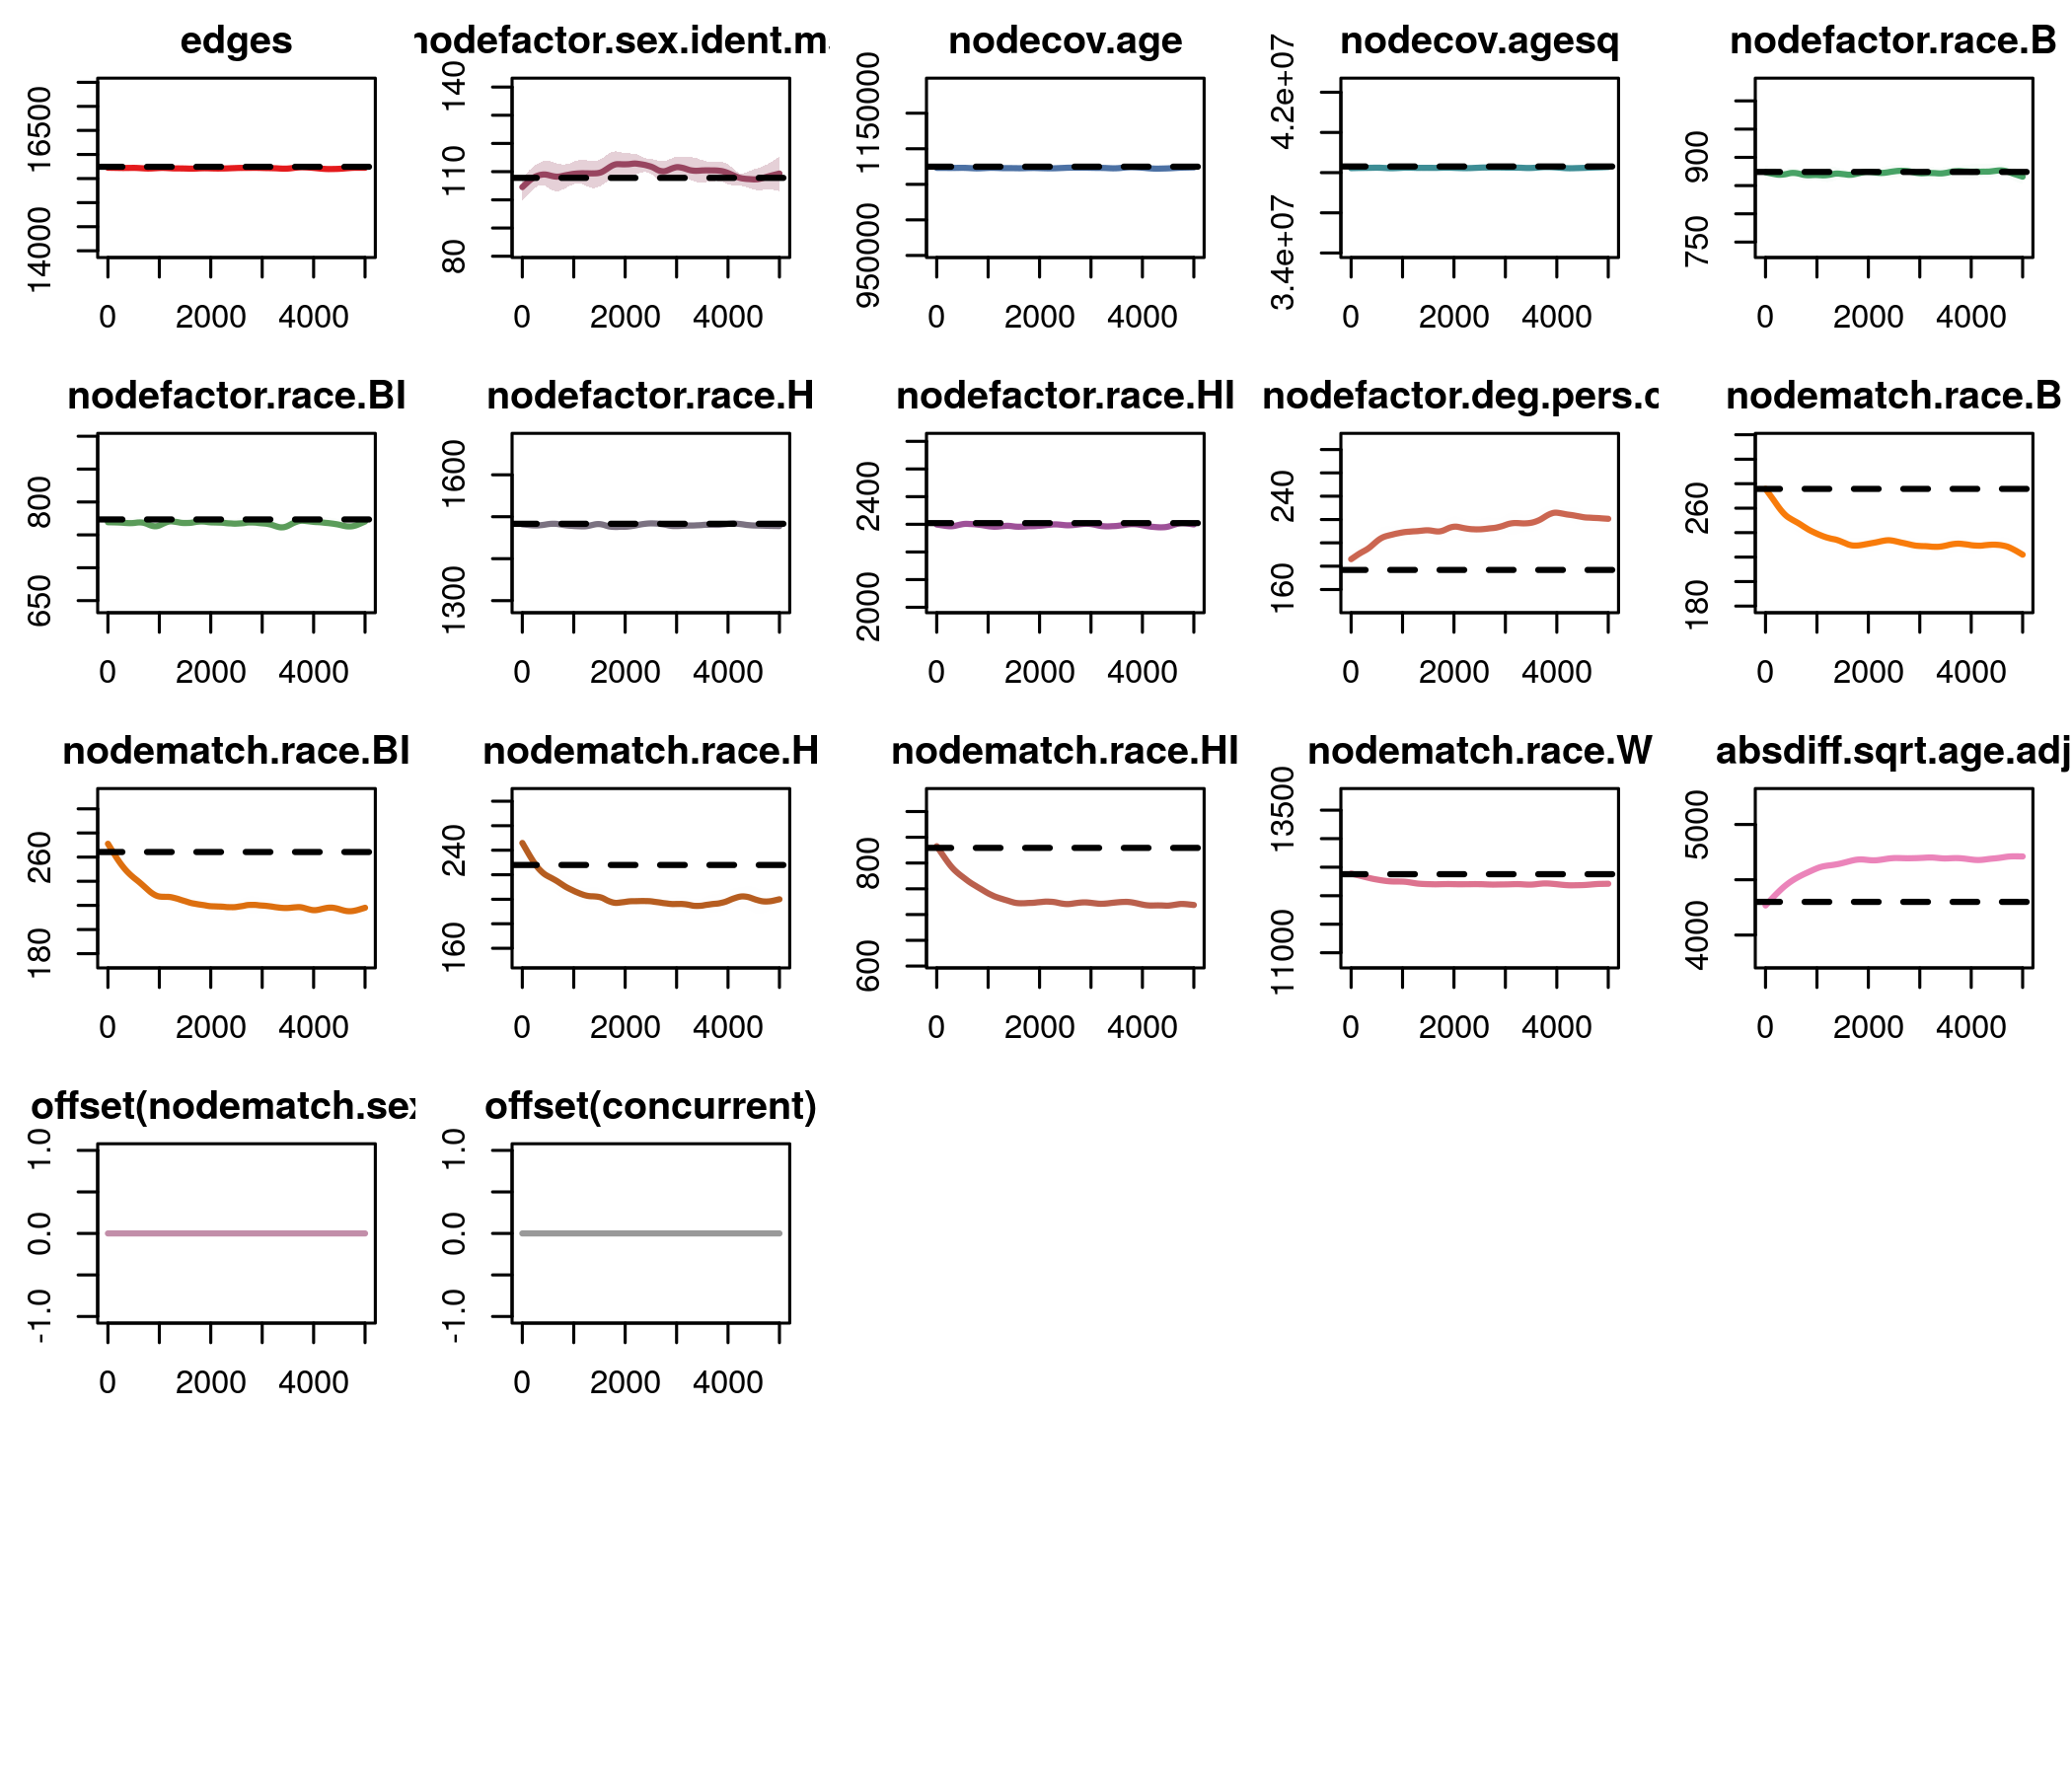 edges
nodefactor.sex.ident.m
nodecov.age
nodecov.agesq
nodefactor.race.B
14000 16500
80 110 140
950000 1150000
3.4e+07 4.2e+07
750 900
0 2000 4000
0 2000 4000
0 2000 4000
0 2000 4000
0 2000 4000
nodefactor.race.BI
nodefactor.race.H
nodefactor.race.HI
nodefactor.deg.pers.c
nodematch.race.B
650 800
1300 1600
2000 2400
160 240
180 260
0 2000 4000
0 2000 4000
0 2000 4000
0 2000 4000
0 2000 4000
nodematch.race.BI
nodematch.race.H
nodematch.race.HI
nodematch.race.W
absdiff.sqrt.age.adj
180 260
160 240
600 800
11000 13500
4000 5000
0 2000 4000
0 2000 4000
0 2000 4000
0 2000 4000
0 2000 4000
offset(nodematch.sex
offset(concurrent)
-1.0 0.0 1.0
-1.0 0.0 1.0
0 2000 4000
0 2000 4000